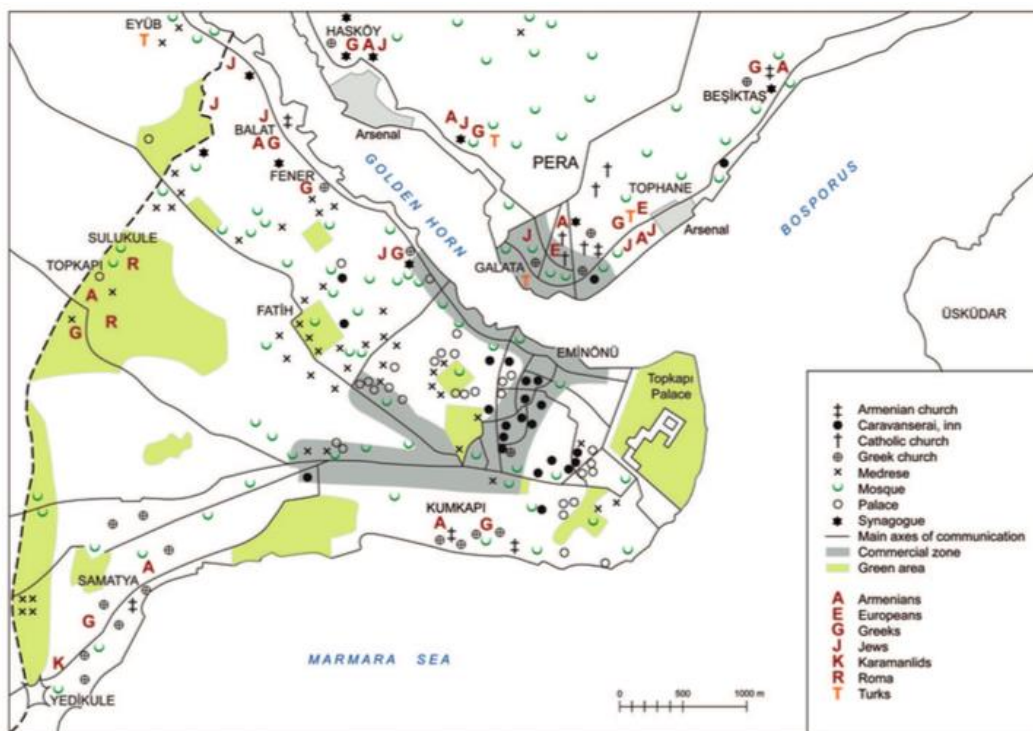 EYÜB
T
HASKÖY
G A J
G A
BEŞİKTAŞ
J
J
J
BALAT
A G
Arsenal
A J G T
PERA
FENER
G
GOLDEN HORN
TOPHANE
G T E
J A J
Arsenal
BOSPORUS
A
J
E
GALATA
T
SULUKULE
TOPKAPI
R
A
R
G
J G
FATİH
ÜSKÜDAR
EMİNÖNÜ
Topkapı
Palace
KUMKAPI
A G
A
SAMATYA
G
K
YEDİKULE
MARMARA SEA
0 500 1000 m
Armenian church
Caravanserai, inn
Catholic church
Greek church
Medrese
Mosque
Palace
Synagogue
Main axes of communication
Commercial zone
Green area
A Armenians
E Europeans
G Greeks
J Jews
K Karamanlids
R Roma
T Turks